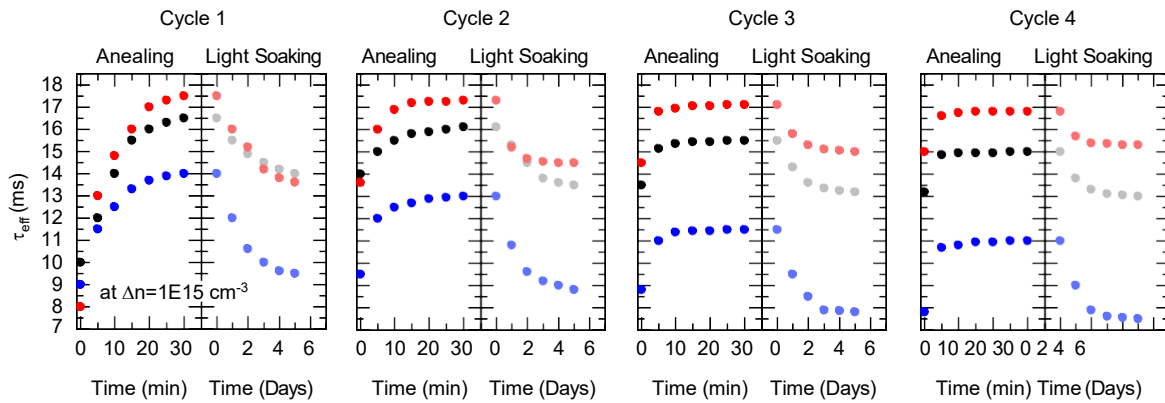 Cycle 1 Cycle 2 Cycle 3 Cycle 4
Anealing Light Soaking Anealing Light Soaking Anealing Light Soaking Anealing Light Soaking
18
17
16
15
14
13
12
11
10
9
8
7
τeff (ms)
at Δn=1E15 cm-3
0 10 20 30 0 2 4 6 0 10 20 30 0 2 4 6 0 10 20 30 0 2 4 6 0 10 20 30 0 2 4 6
Time (min) Time (Days) Time (min) Time (Days) Time (min) Time (Days) Time (min) Time (Days)